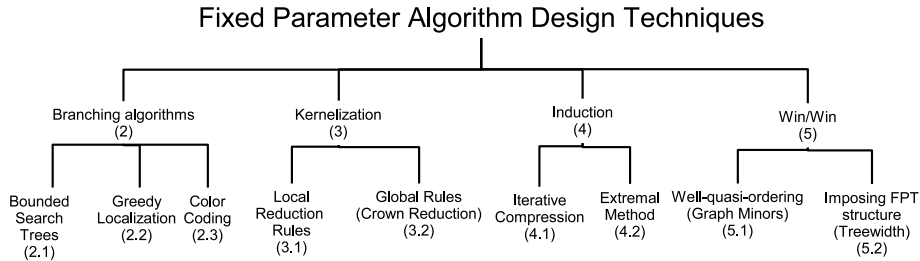 Fixed Parameter Algorithm Design Techniques
Branching algorithms
(2)
Kernelization
(3)
Induction
(4)
Win/Win
(5)
Bounded
Search
Trees
(2.1)
Greedy
Localization
(2.2)
Color
Coding
(2.3)
Local
Reduction
Rules
(3.1)
Global Rules
(Crown Reduction)
(3.2)
Iterative
Compression
(4.1)
Extremal
Method
(4.2)
Well-quasi-ordering
(Graph Minors)
(5.1)
Imposing FPT
structure
(Treewidth)
(5.2)